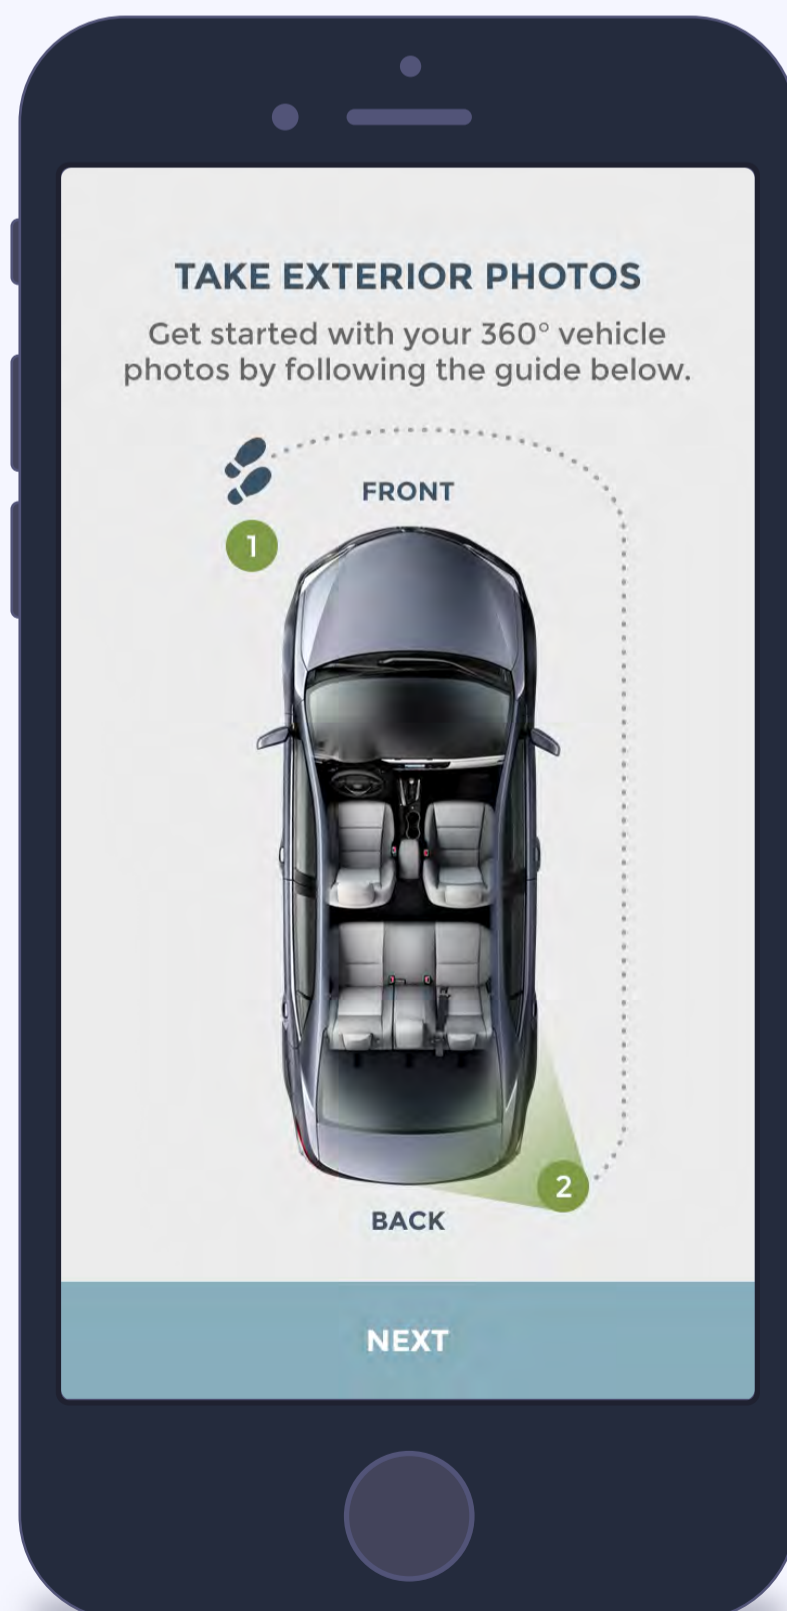 TAKE EXTERIOR PHOTOS
Get started with your 360° vehicle
photos by following the guide below.
FRONT
1
2
BACK
NEXT